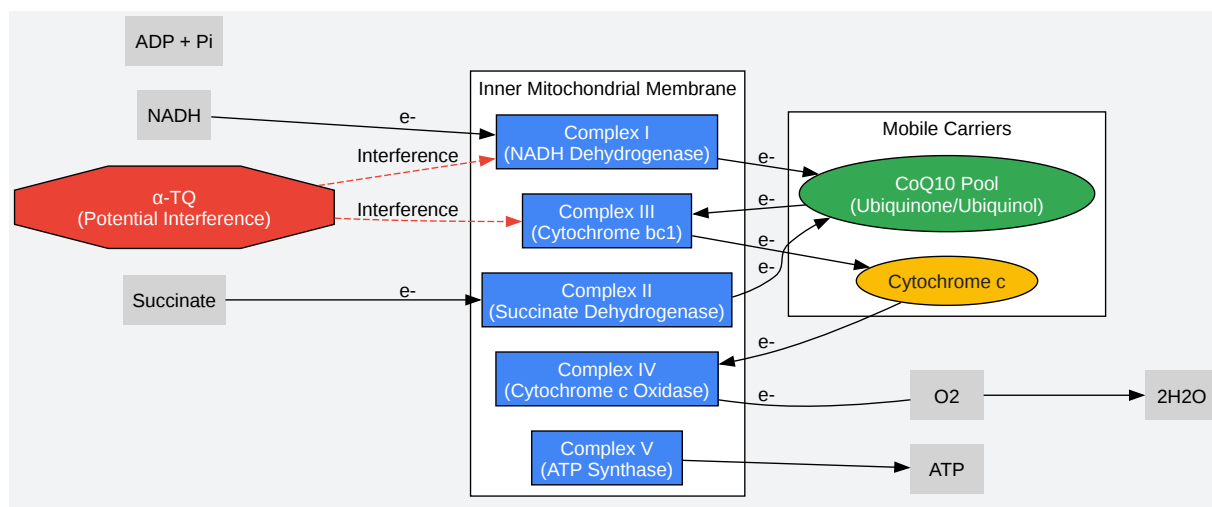 ADP + Pi
NADH
e-
Interference
α-TQ
(Potential Interference)
Interference
Succinate
e-
Inner Mitochondrial Membrane
Complex I
(NADH Dehydrogenase)
Complex III
(Cytochrome bc1)
Complex II
(Succinate Dehydrogenase)
Complex IV
(Cytochrome c Oxidase)
Complex V
(ATP Synthase)
e-
e-
e-
e-
e-
e-
Mobile Carriers
CoQ10 Pool
(Ubiquinone/Ubiquinol)
Cytochrome c
O2
2H2O
ATP